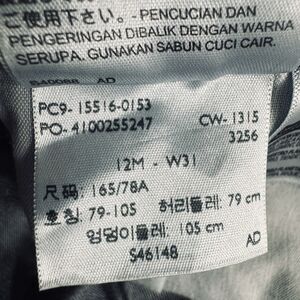 ご使用下さい。-PENCUCIAN DAN
PENGERINGAN DIBALIK DENGAN WARNA
SERUPA. GUNAKAN SABUN CUCI CAIR.
SA0088 AD
PC9- 15516-0153
PO- 4100255247 CW- 1315
3256
12M - W31
尺码: 165/78A
호칭: 79-105 허리둘레: 79 cm
엉덩이둘레: 105 cm
S46148 AD